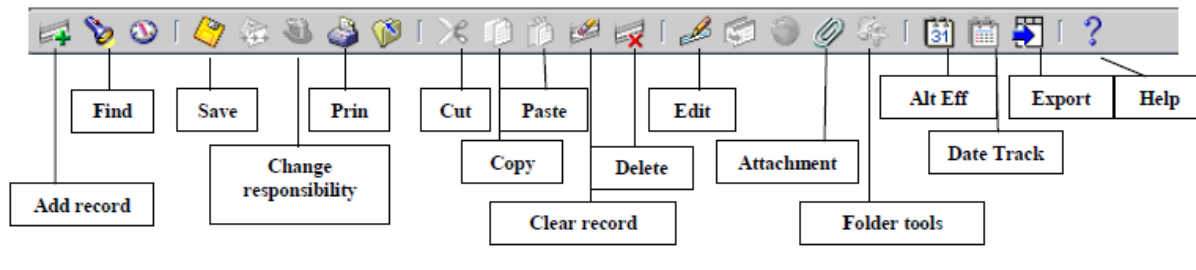 31
?
Find
Save
Prin
Cut
Paste
Edit
Alt Eff
Export
Help
Change
responsibility
Copy
Delete
Attachment
Date Track
Add record
Clear record
Folder tools